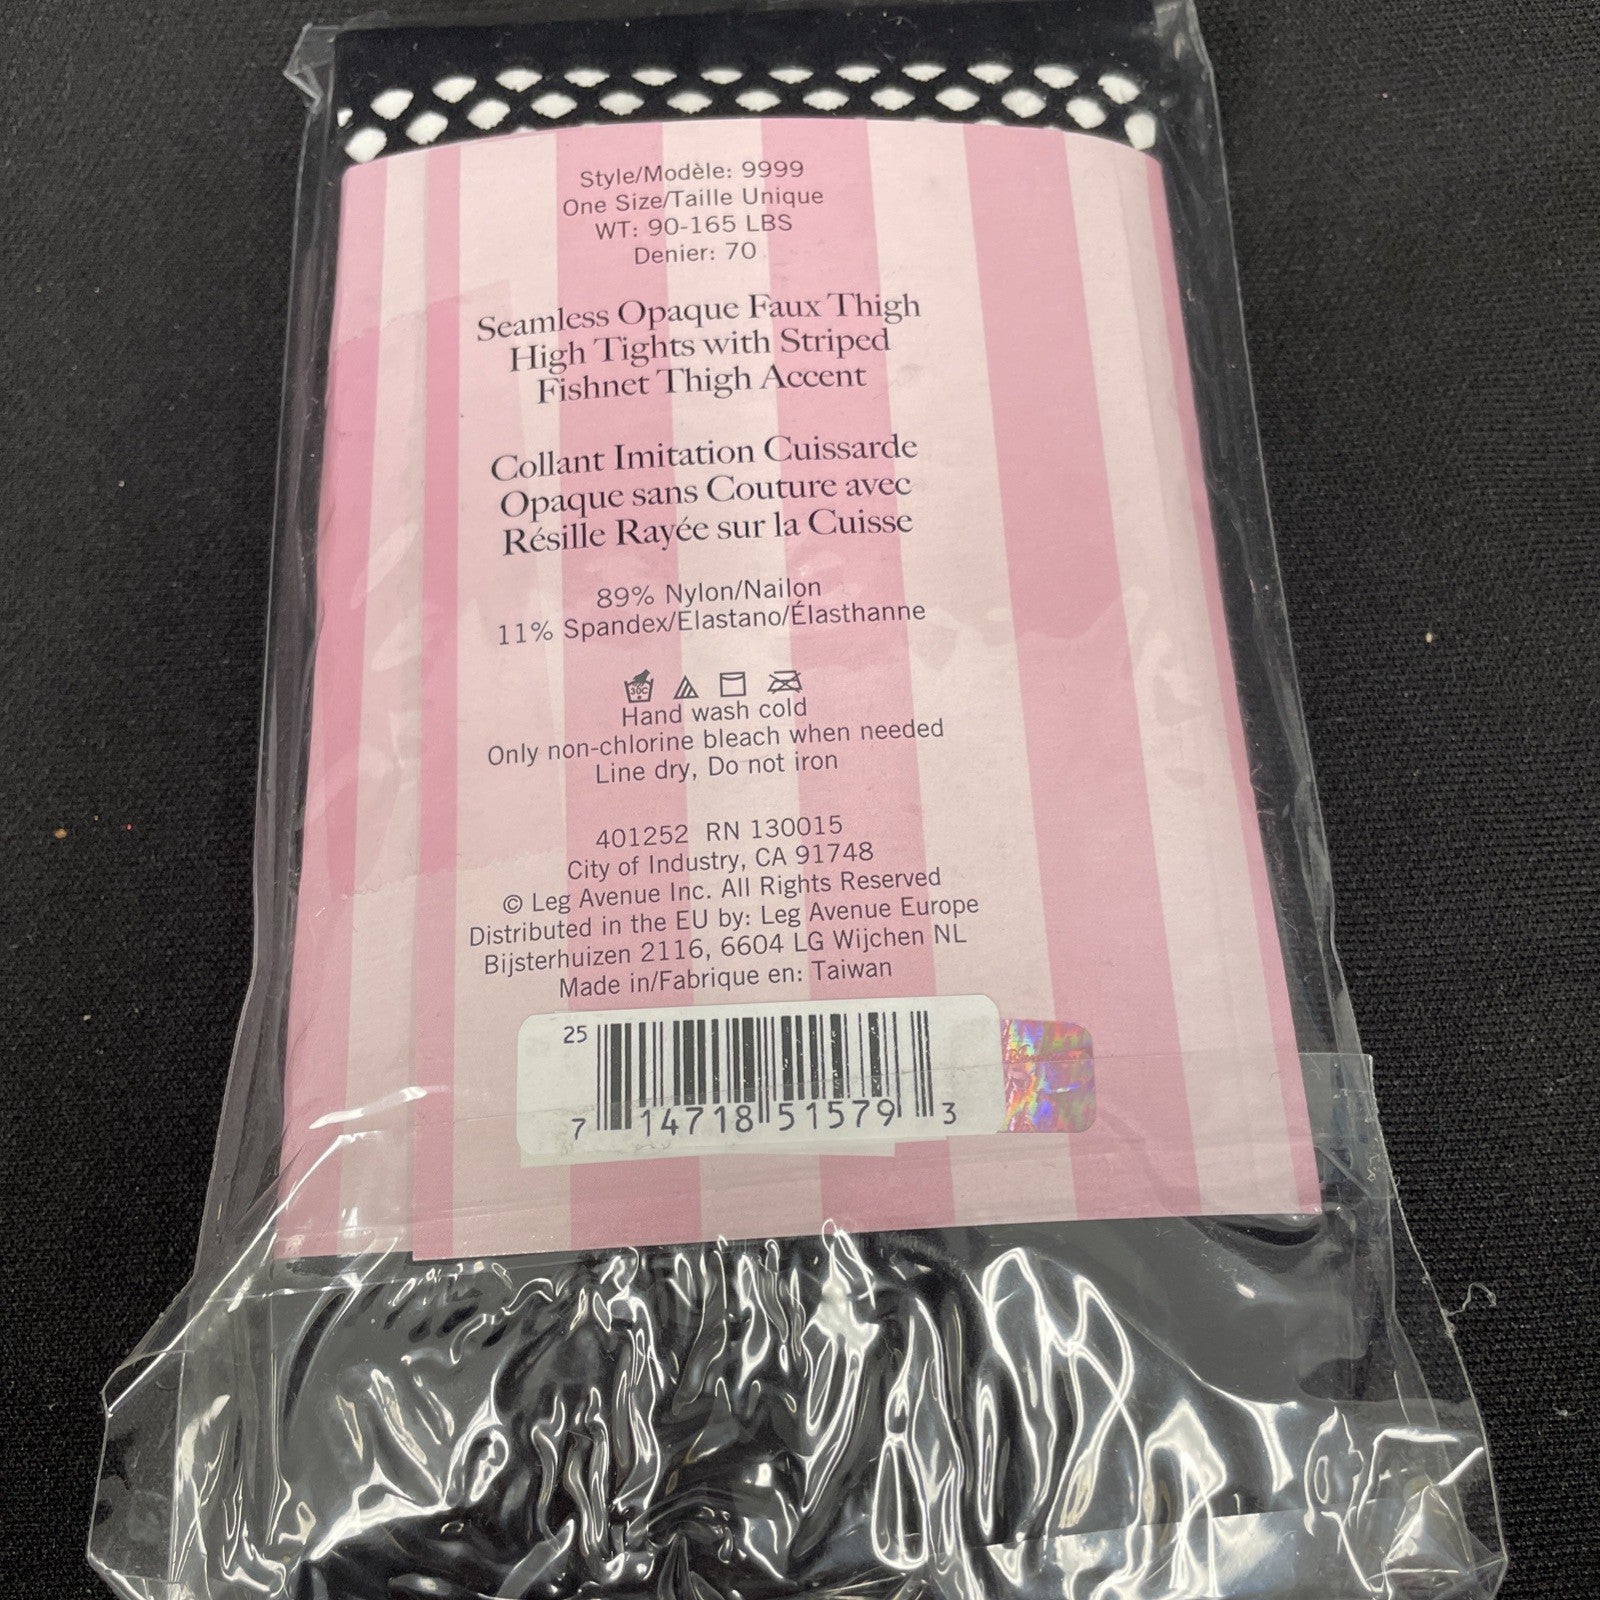 Style/Modèle: 9999
One Size/Taille Unique
WT: 90-165 LBS
Denier: 70
Seamless Opaque Faux Thigh
High Tights with Striped
Fishnet Thigh Accent
Collant Imitation Cuissarde
Opaque sans Couture avec
Résille Rayée sur la Cuisse
89% Nylon/Nailon
11% Spandex/Elastano/Élasthanne
30C
Hand wash cold
Only non-chlorine bleach when needed
Line dry, Do not iron
401252 RN 130015
City of Industry, CA 91748
© Leg Avenue Inc. All Rights Reserved
Distributed in the EU by: Leg Avenue Europe
Bijsterhuizen 2116, 6604 LG Wijchen NL
Made in/Fabrique en: Taiwan
25
7 14718 51579 3